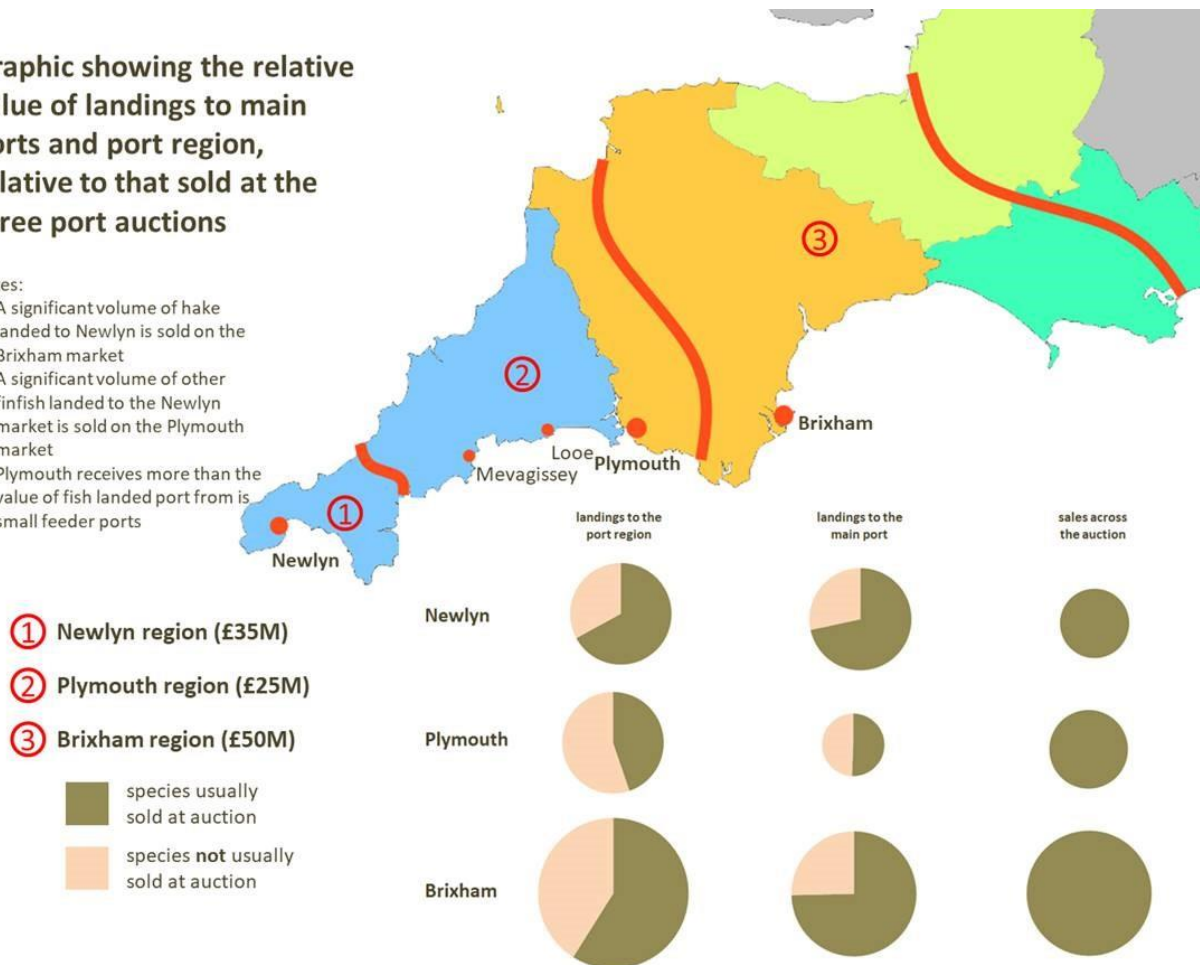 raphic showing the relative
lue of landings to main
orts and port region,
lative to that sold at the
ree port auctions
es:
A significant volume of hake
anded to Newlyn is sold on the
Brixham market
A significant volume of other
finfish landed to the Newlyn
market is sold on the Plymouth
market
Plymouth receives more than the
value of fish landed port from is
small feeder ports
3
2
1
Brixham
Looe
Plymouth
Mevagissey
Newlyn
1 Newlyn region (£35M)
2 Plymouth region (£25M)
3 Brixham region (£50M)
species usually
sold at auction
species not usually
sold at auction
landings to the
port region
landings to the
main port
sales across
the auction
Newlyn
Plymouth
Brixham